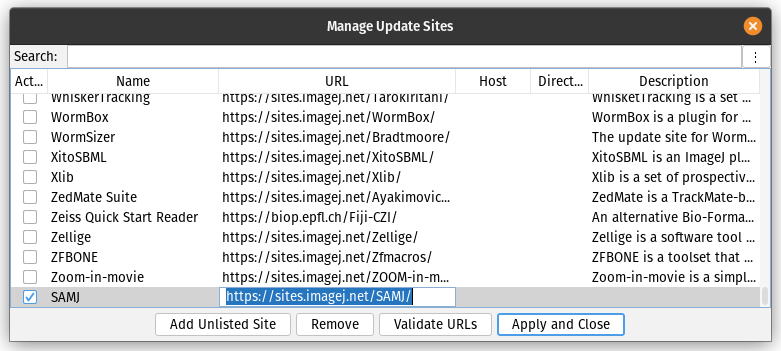 Manage Update Sites
Search:
Act... Name URL Host Direct... Description
WhiskerTracking https://sites.imagej.net/Tarokiritani/ WhisketTracking is a set ...
WormBox https://sites.imagej.net/WormBox/ WormBox is a plugin for ...
WormSizer https://sites.imagej.net/Bradtmoore/ The update site for Worm...
XitoSBML https://sites.imagej.net/XitoSBML/ XitoSBML is an ImageJ pl...
Xlib https://sites.imagej.net/Xlib/ Xlib is a set of prospectiv...
ZedMate Suite https://sites.imagej.net/Ayakimovic... ZedMate is a TrackMate-b...
Zeiss Quick Start Reader https://biop.epfl.ch/Fiji-CZI/ An alternative Bio-Forma...
Zellige https://sites.imagej.net/Zellige/ Zellige is a software tool ...
ZFBONE https://sites.imagej.net/Zfmacros/ ZFBONE is a toolset that ...
Zoom-in-movie https://sites.imagej.net/ZOOM-in-m... Zoom-in-movie is a simpl...
SAMJ https://sites.imagej.net/SAMJ/
Add Unlisted Site Remove Validate URLs Apply and Close